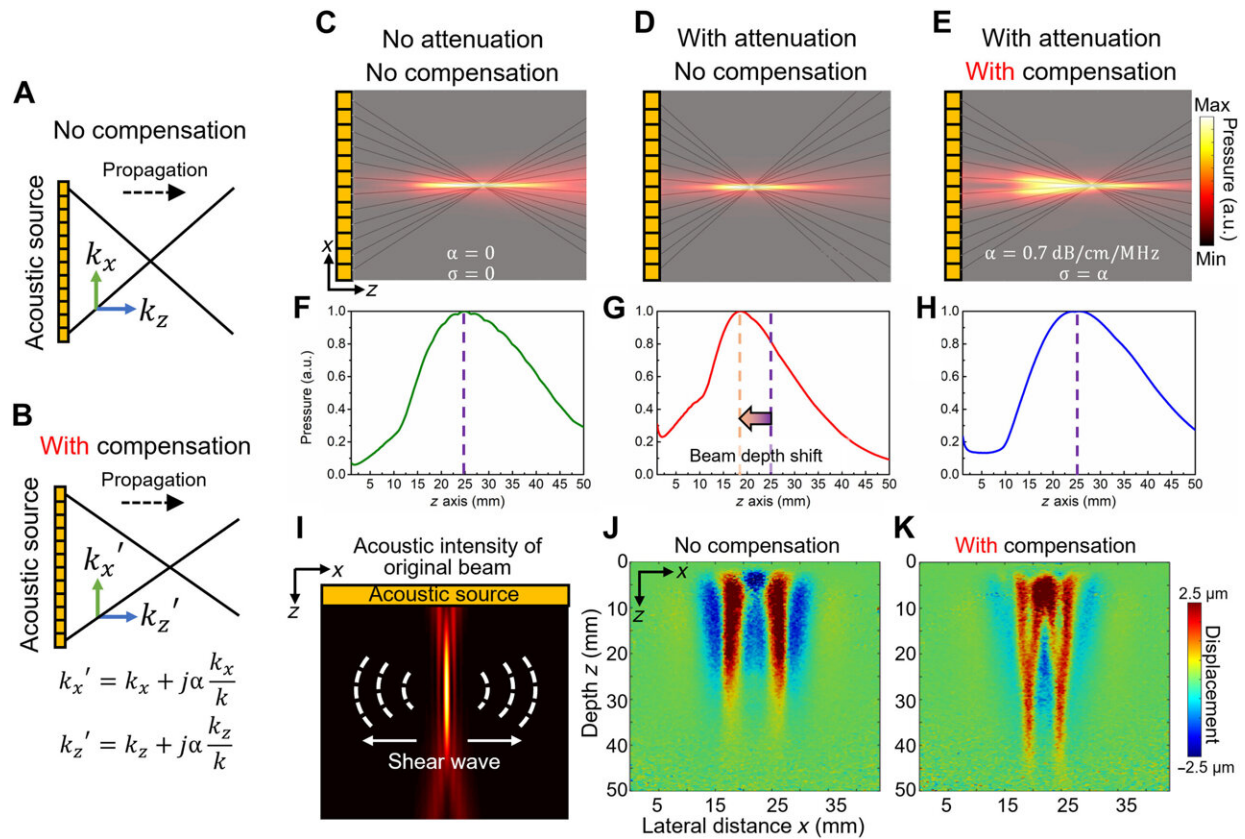 A
No compensation
Propagation
Acoustic source
kₓ
k_z
B
With compensation
Propagation
Acoustic source
kₓ′
k_z′
kₓ′ = kₓ + jα kₓ/k
k_z′ = k_z + jα k_z/k
C
No attenuation
No compensation
α = 0
σ = 0
x
z
D
With attenuation
No compensation
E
With attenuation
With compensation
α = 0.7 dB/cm/MHz
σ = α
Max
Pressure (a.u.)
Min
F
Pressure (a.u.)
1.0
0.8
0.6
0.4
0.2
0.0
5 10 15 20 25 30 35 40 45 50
z axis (mm)
G
1.0
0.8
0.6
0.4
0.2
0.0
Beam depth shift
5 10 15 20 25 30 35 40 45 50
z axis (mm)
H
1.0
0.8
0.6
0.4
0.2
0.0
5 10 15 20 25 30 35 40 45 50
z axis (mm)
I
Acoustic intensity of
original beam
x
z
Acoustic source
Shear wave
J
No compensation
x
z
Depth z (mm)
0
10
20
30
40
50
5 15 25 35
Lateral distance x (mm)
K
With compensation
0
10
20
30
40
50
5 15 25 35
2.5 μm
Displacement
−2.5 μm